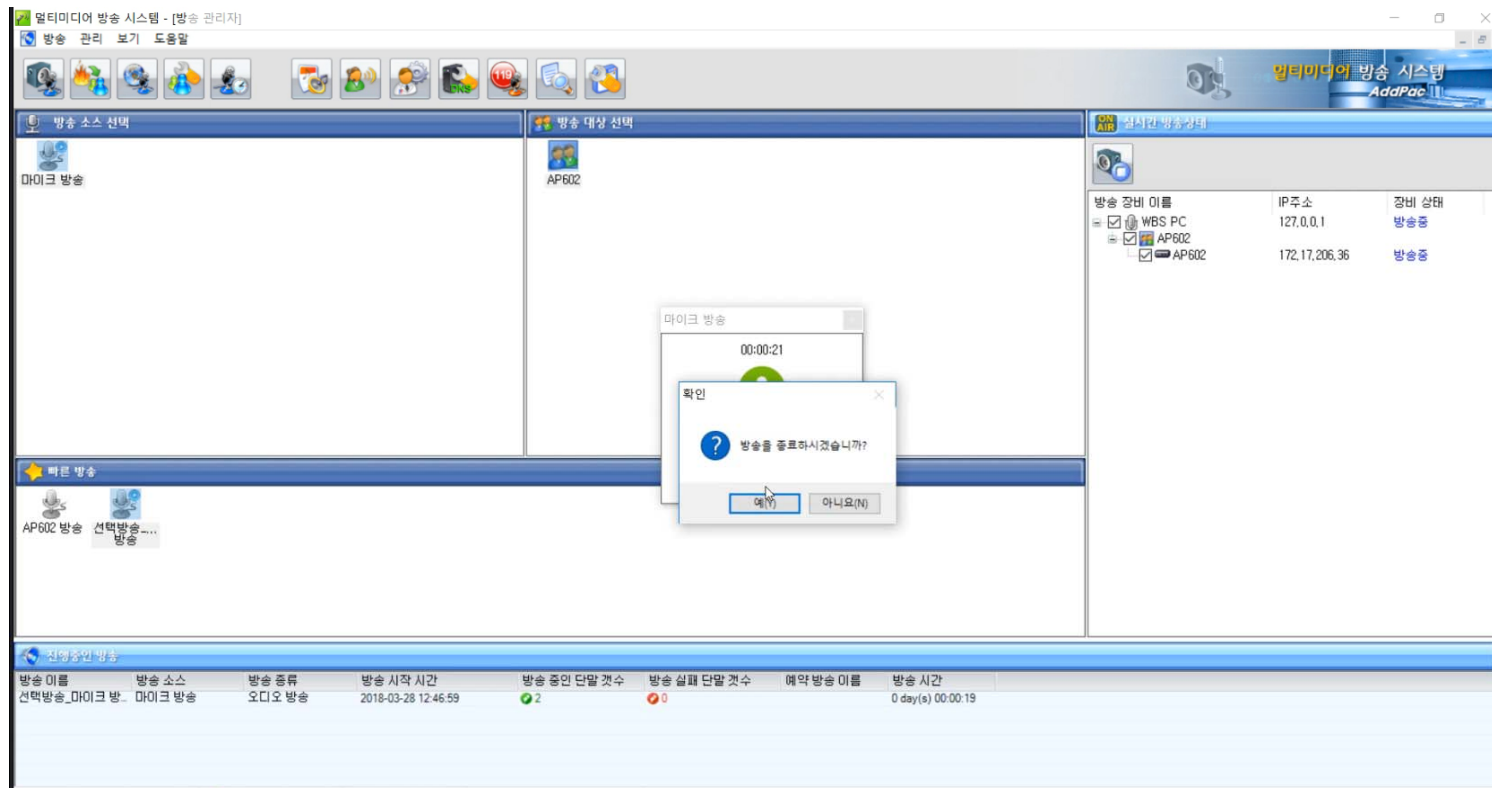 멀티미디어 방송 시스템 - [방송 관리자]
방송 관리 보기 도움말
119
DNS
멀티미디어 방송 시스템
AddPac
방송 소스 선택
마이크 방송
방송 대상 선택
AP602
ON AIR 실시간 방송상태
방송 장비 이름 IP주소 장비 상태
WBS PC 127,0,0,1 방송중
AP602
AP602 172,17,206,36 방송중
마이크 방송
00:00:21
확인
방송을 종료하시겠습니까?
예(Y) 아니요(N)
빠른 방송
AP602 방송 선택방송_...
방송
진행중인 방송
방송 이름 방송 소스 방송 종류 방송 시작 시간 방송 중인 단말 갯수 방송 실패 단말 갯수 예약 방송 이름 방송 시간
선택방송_마이크 방... 마이크 방송 오디오 방송 2018-03-28 12:46:59 2 0 0 day(s) 00:00:19